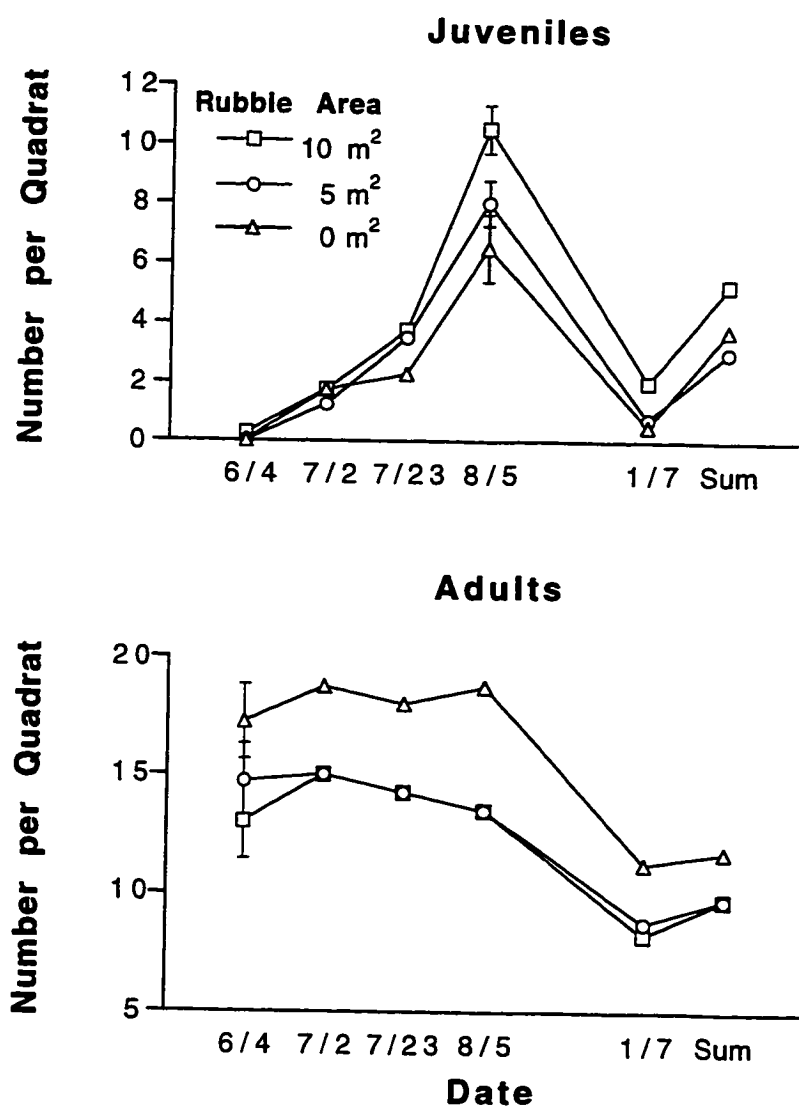 Juveniles
Number per Quadrat
12
10
8
6
4
2
0
Rubble Area
10 m²
5 m²
0 m²
6/4 7/2 7/23 8/5 1/7 Sum
Adults
Number per Quadrat
20
15
10
5
6/4 7/2 7/23 8/5 1/7 Sum
Date